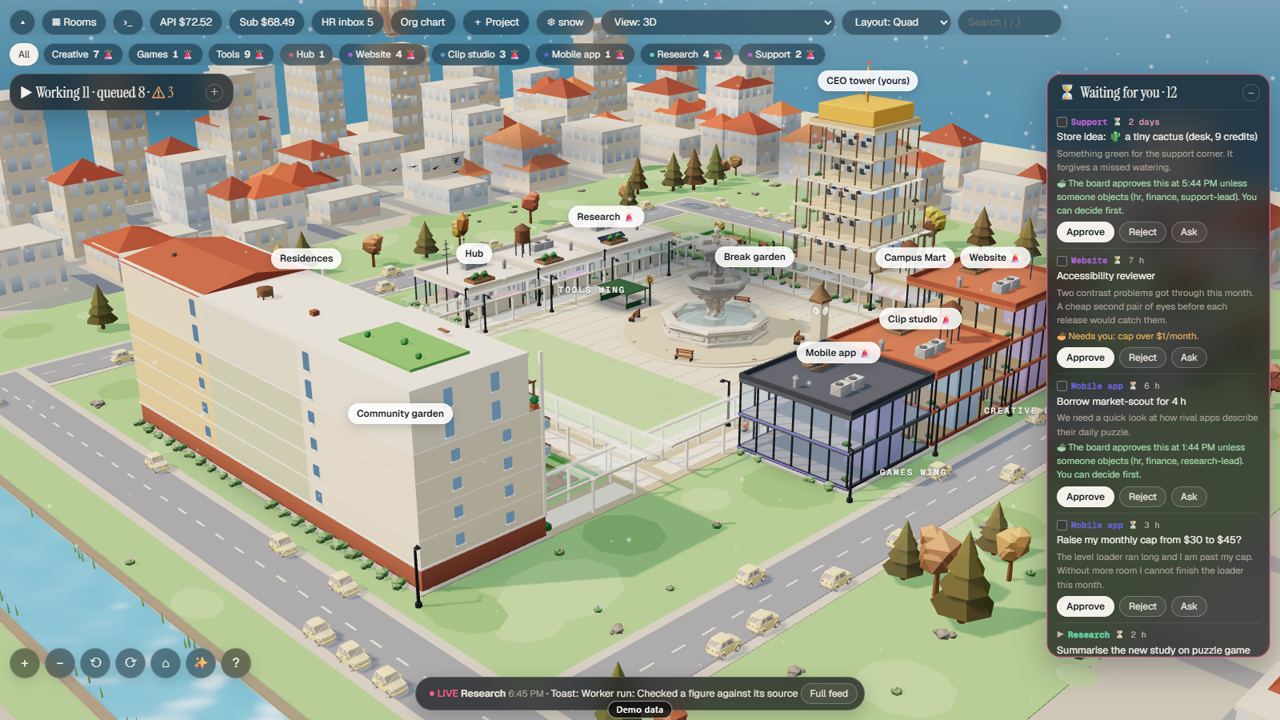 Rooms
API $72.52
Sub $68.49
HR inbox 5
Org chart
+ Project
❄ snow
View: 3D
Layout: Quad
Search ( / )
All
Creative 7
Games 1
Tools 9
Hub 1
Website 4
Clip studio 3
Mobile app 1
Research 4
Support 2
Working 11 · queued 8 · ⚠ 3
CEO tower (yours)
Research
Hub
Residences
Break garden
Campus Mart
Website
TOOLS WING
Clip studio
Mobile app
Community garden
CREATIVE
GAMES WING
Waiting for you · 12
Support 2 days
Store idea: 🌵 a tiny cactus (desk, 9 credits)
Something green for the support corner. It
forgives a missed watering.
The board approves this at 5:44 PM unless
someone objects (hr, finance, support-lead). You
can decide first.
Approve Reject Ask
Website 7 h
Accessibility reviewer
Two contrast problems got through this month.
A cheap second pair of eyes before each
release would catch them.
Needs you: cap over $1/month.
Approve Reject Ask
Mobile app 6 h
Borrow market-scout for 4 h
We need a quick look at how rival apps describe
their daily puzzle.
The board approves this at 1:44 PM unless
someone objects (hr, finance, research-lead).
You can decide first.
Approve Reject Ask
Mobile app 3 h
Raise my monthly cap from $30 to $45?
The level loader ran long and I am past my cap.
Without more room I cannot finish the loader
this month.
Approve Reject Ask
Research 2 h
Summarise the new study on puzzle game
?
LIVE Research 6:45 PM · Toast: Worker run: Checked a figure against its source
Full feed
Demo data